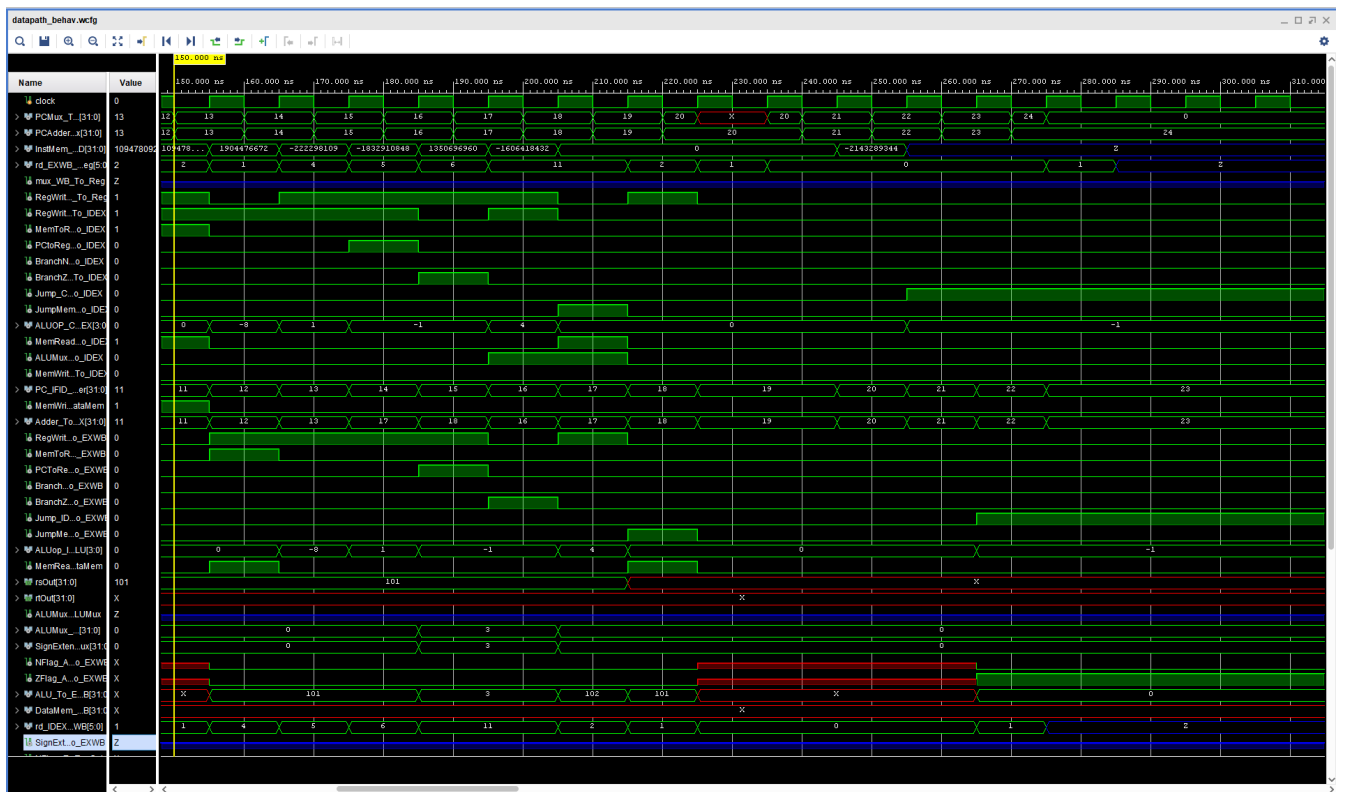 datapath_behav.wcfg
150.000 ns
Name Value 150.000 ns 160.000 ns 170.000 ns 180.000 ns 190.000 ns 200.000 ns 210.000 ns 220.000 ns 230.000 ns 240.000 ns 250.000 ns 260.000 ns 270.000 ns 280.000 ns 290.000 ns 300.000 ns 310.000
clock 0
PCMux_T...[31:0] 13 12 13 14 15 16 17 18 19 20 X 20 21 22 23 24 0
PCAdder...x[31:0] 13 12 13 14 15 16 17 18 19 20 21 22 23 24
InstMem_...D[31:0] 109478092 109478... 1904476672 -222298109 -1832910848 1350696960 -1606418432 0 -2143289344 Z
rd_EXWB_...eg[5:0 2 2 1 4 5 6 11 2 1 0 1 Z
mux_WB_To_Reg Z
RegWrit..._To_Reg 1
RegWrit...To_IDEX 1
MemToR...o_IDEX 1
PCtoReg...o_IDEX 0
BranchN...o_IDEX 0
BranchZ...To_IDEX 0
Jump_C...o_IDEX 0
JumpMem...o_IDE 0
ALUOP_C...EX[3:0 0 0 -8 1 -1 4 0 -1
MemRead...o_IDE 1
ALUMux...o_IDEX 0
MemWrit...To_IDE 0
PC_IFID_...er[31:0] 11 11 12 13 14 15 16 17 18 19 20 21 22 23
MemWri...ataMem 1
Adder_To...X[31:0] 11 11 12 13 17 18 16 17 18 19 20 21 22 23
RegWrit...o_EXWB 0
MemToR..._EXWB 0
PCToRe...o_EXWB 0
Branch...o_EXWB 0
BranchZ...o_EXWE 0
Jump_ID...o_EXWE 0
JumpMe...o_EXWE 0
ALUop_I...LU[3:0] 0 0 -8 1 -1 4 0 -1
MemRea...taMem 0
rsOut[31:0] 101 101 X
rtOut[31:0] X X
ALUMux...LUMux Z
ALUMux_...[31:0] 0 0 3 0
SignExten...ux[31:0 0 0 3 0
NFlag_A...o_EXWE X
ZFlag_A...o_EXWE X
ALU_To_E...B[31:0 X X 101 3 102 101 X 0
DataMem_...B[31:0] X X
rd_IDEX...WB[5:0] 1 1 4 5 6 11 2 1 0 1 Z
SignExt...o_EXWB Z